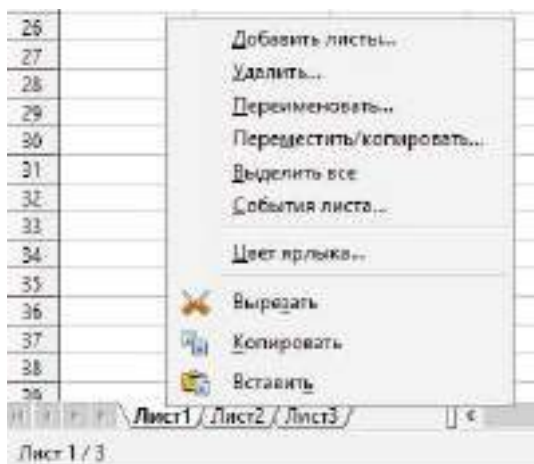 26
Добавить листы...
27
Удалить...
28
29
Переименовать...
30
Переместить/копировать...
31
Выделить все
32
События листа...
33
34
Цвет ярлыка...
35
36
Вырезать
37
Копировать
38
Вставить
39
Лист1 / Лист2 / Лист3 /
Лист 1 / 3